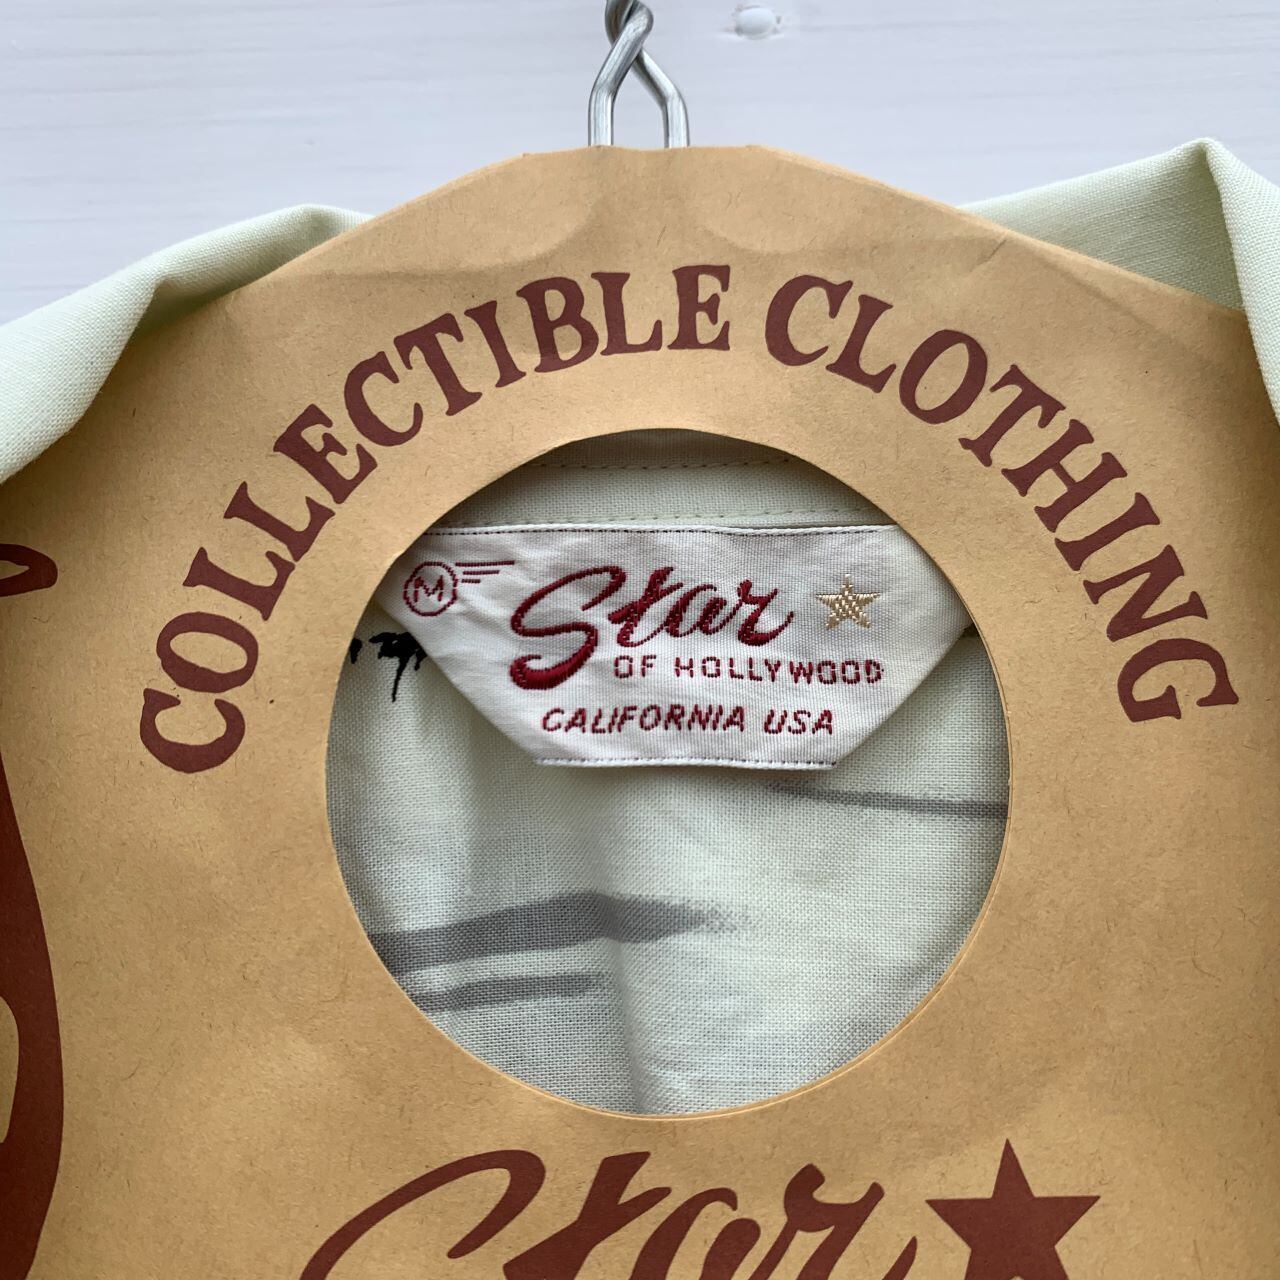 COLLECTIBLE CLOTHING
M
Star
OF HOLLYWOOD
CALIFORNIA USA
Star